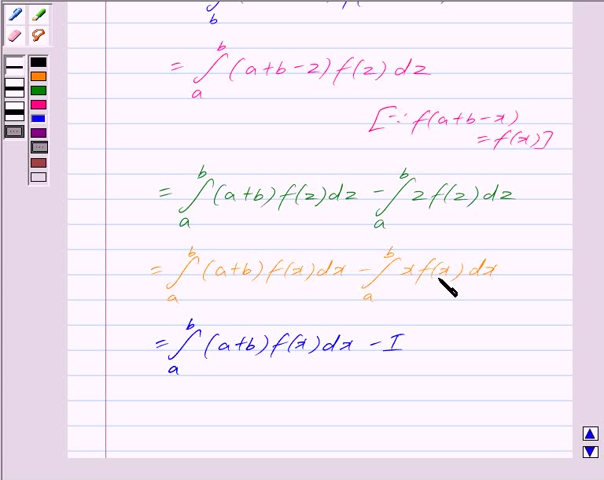 = ∫_a^b (a+b-z) f(z) dz
[∵ f(a+b-x)
= f(x)]
= ∫_a^b (a+b) f(z) dz - ∫_a^b z f(z) dz
= ∫_a^b (a+b) f(x) dx - ∫_a^b x f(x) dx
= ∫_a^b (a+b) f(x) dx - I